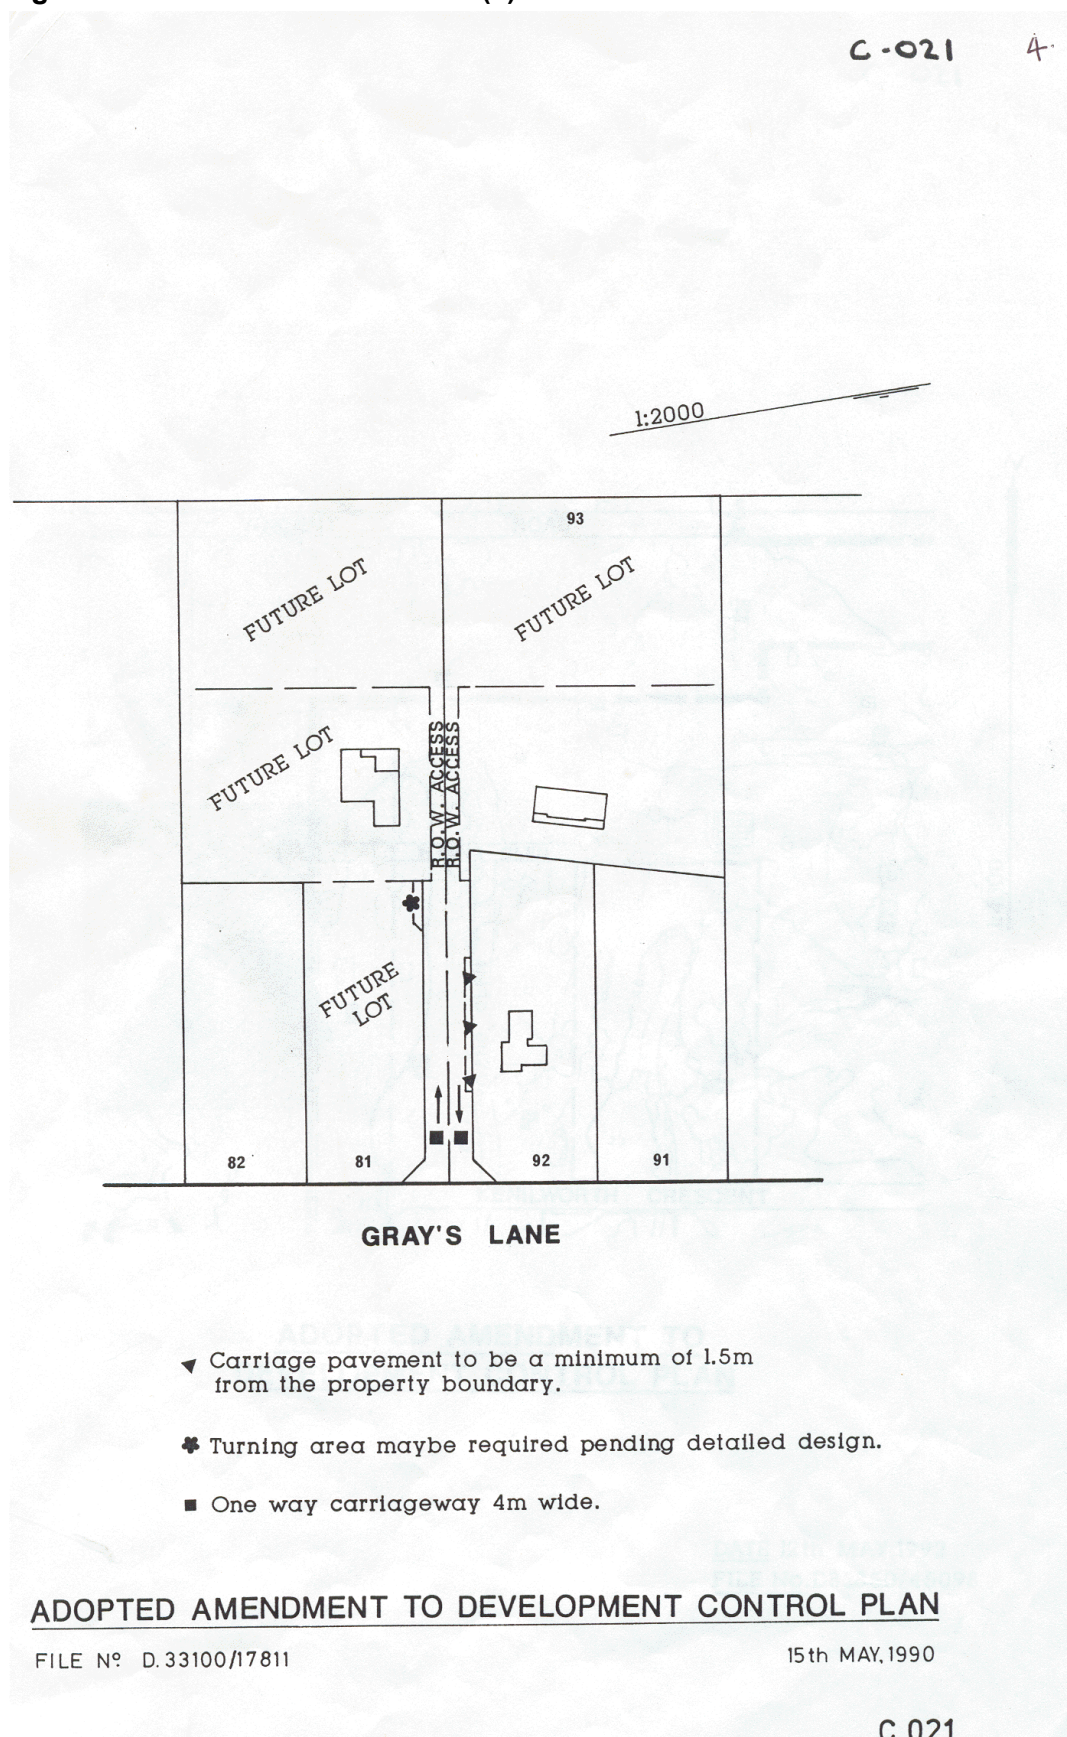 C-021 4.
1:2000
93
FUTURE LOT
FUTURE LOT
FUTURE LOT
R.O.W. ACCESS
R.O.W. ACCESS
FUTURE
LOT
82
81
92
91
GRAY'S LANE
Carriage pavement to be a minimum of 1.5m
from the property boundary.
Turning area maybe required pending detailed design.
One way carriageway 4m wide.
ADOPTED AMENDMENT TO DEVELOPMENT CONTROL PLAN
FILE Nº D.33100/17811
15th MAY,1990
C 021